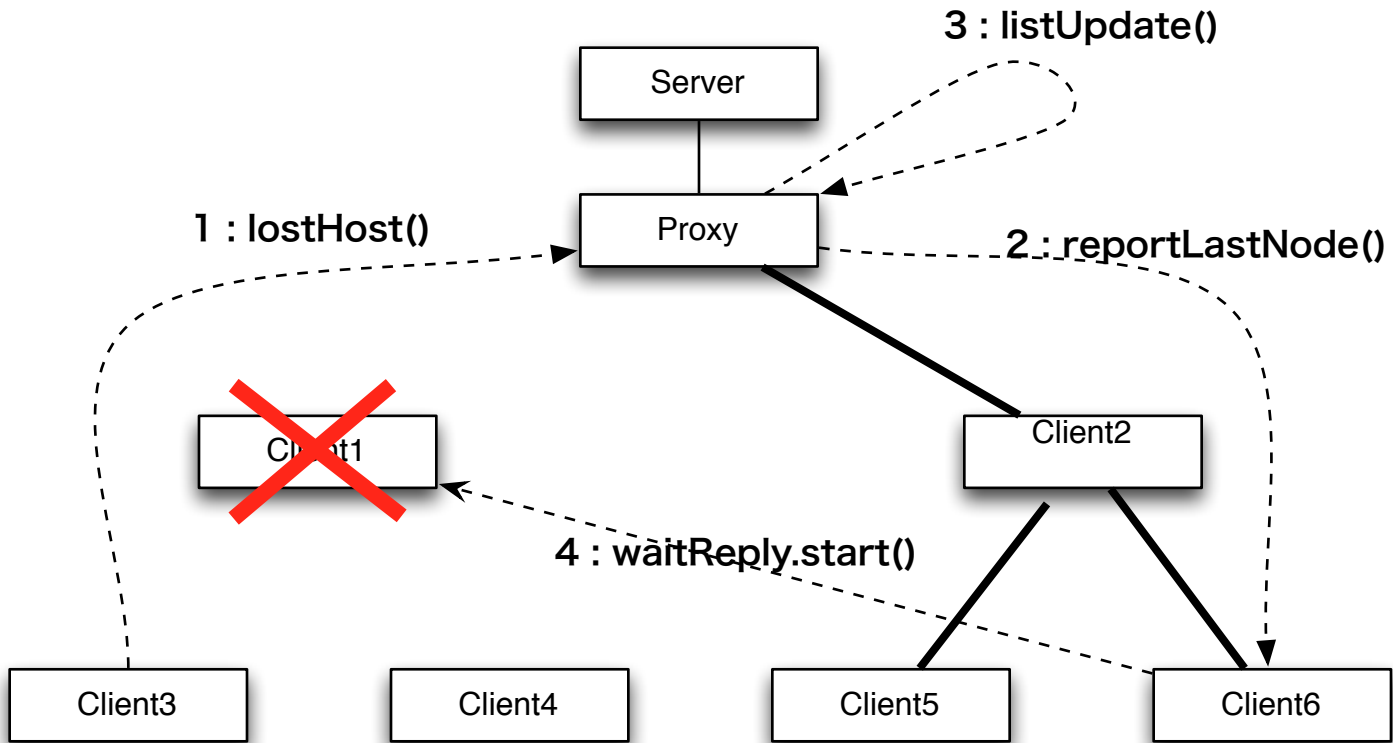 3 : listUpdate()
Server
1 : lostHost()
Proxy
2 : reportLastNode()
Client1
Client2
4 : waitReply.start()
Client3
Client4
Client5
Client6